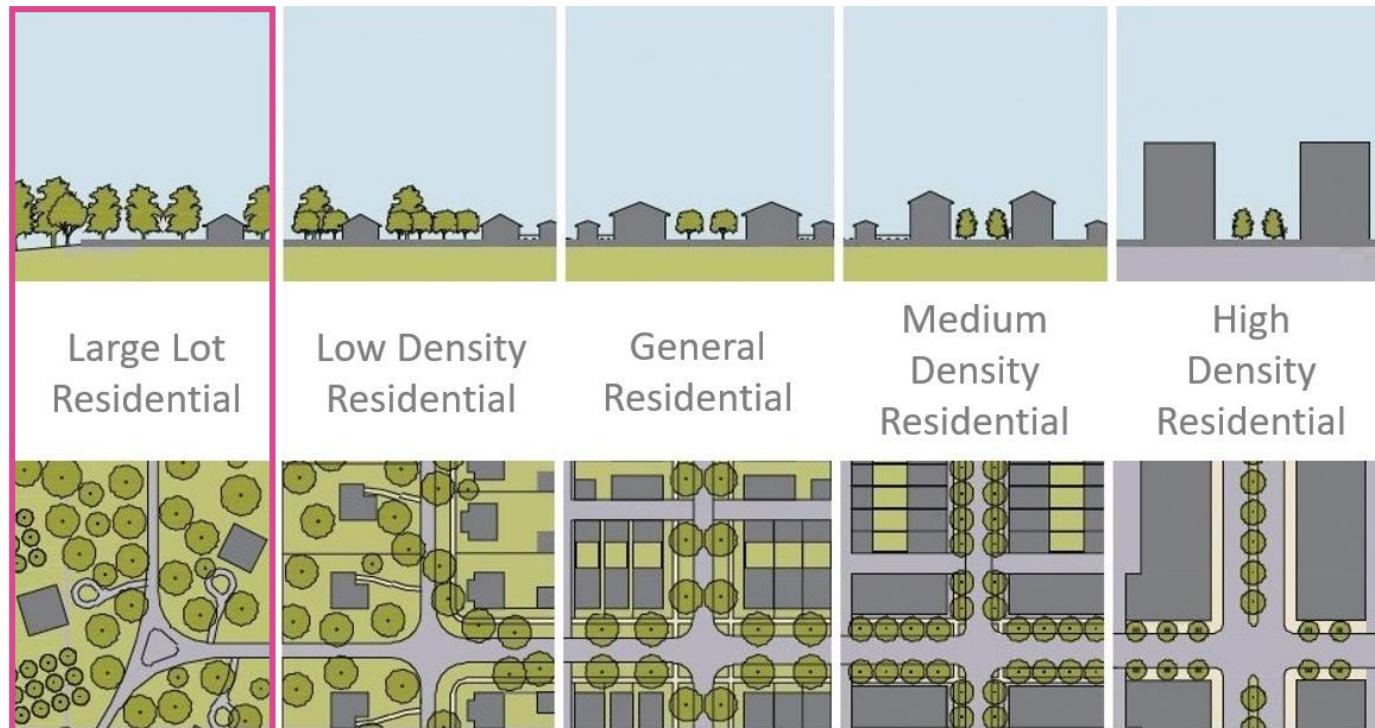 Large Lot
Residential
Low Density
Residential
General
Residential
Medium
Density
Residential
High
Density
Residential